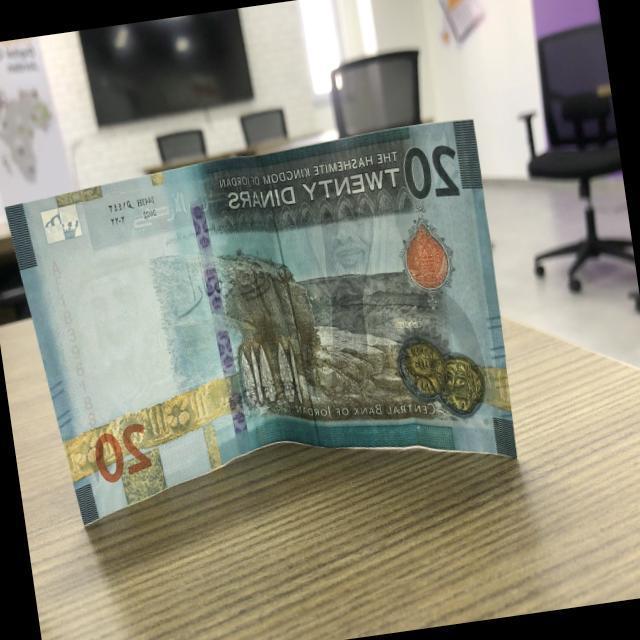 20
THE HASHEMITE KINGDOM OF JORDAN
TWENTY DINARS
20
CENTRAL BANK OF JORDAN